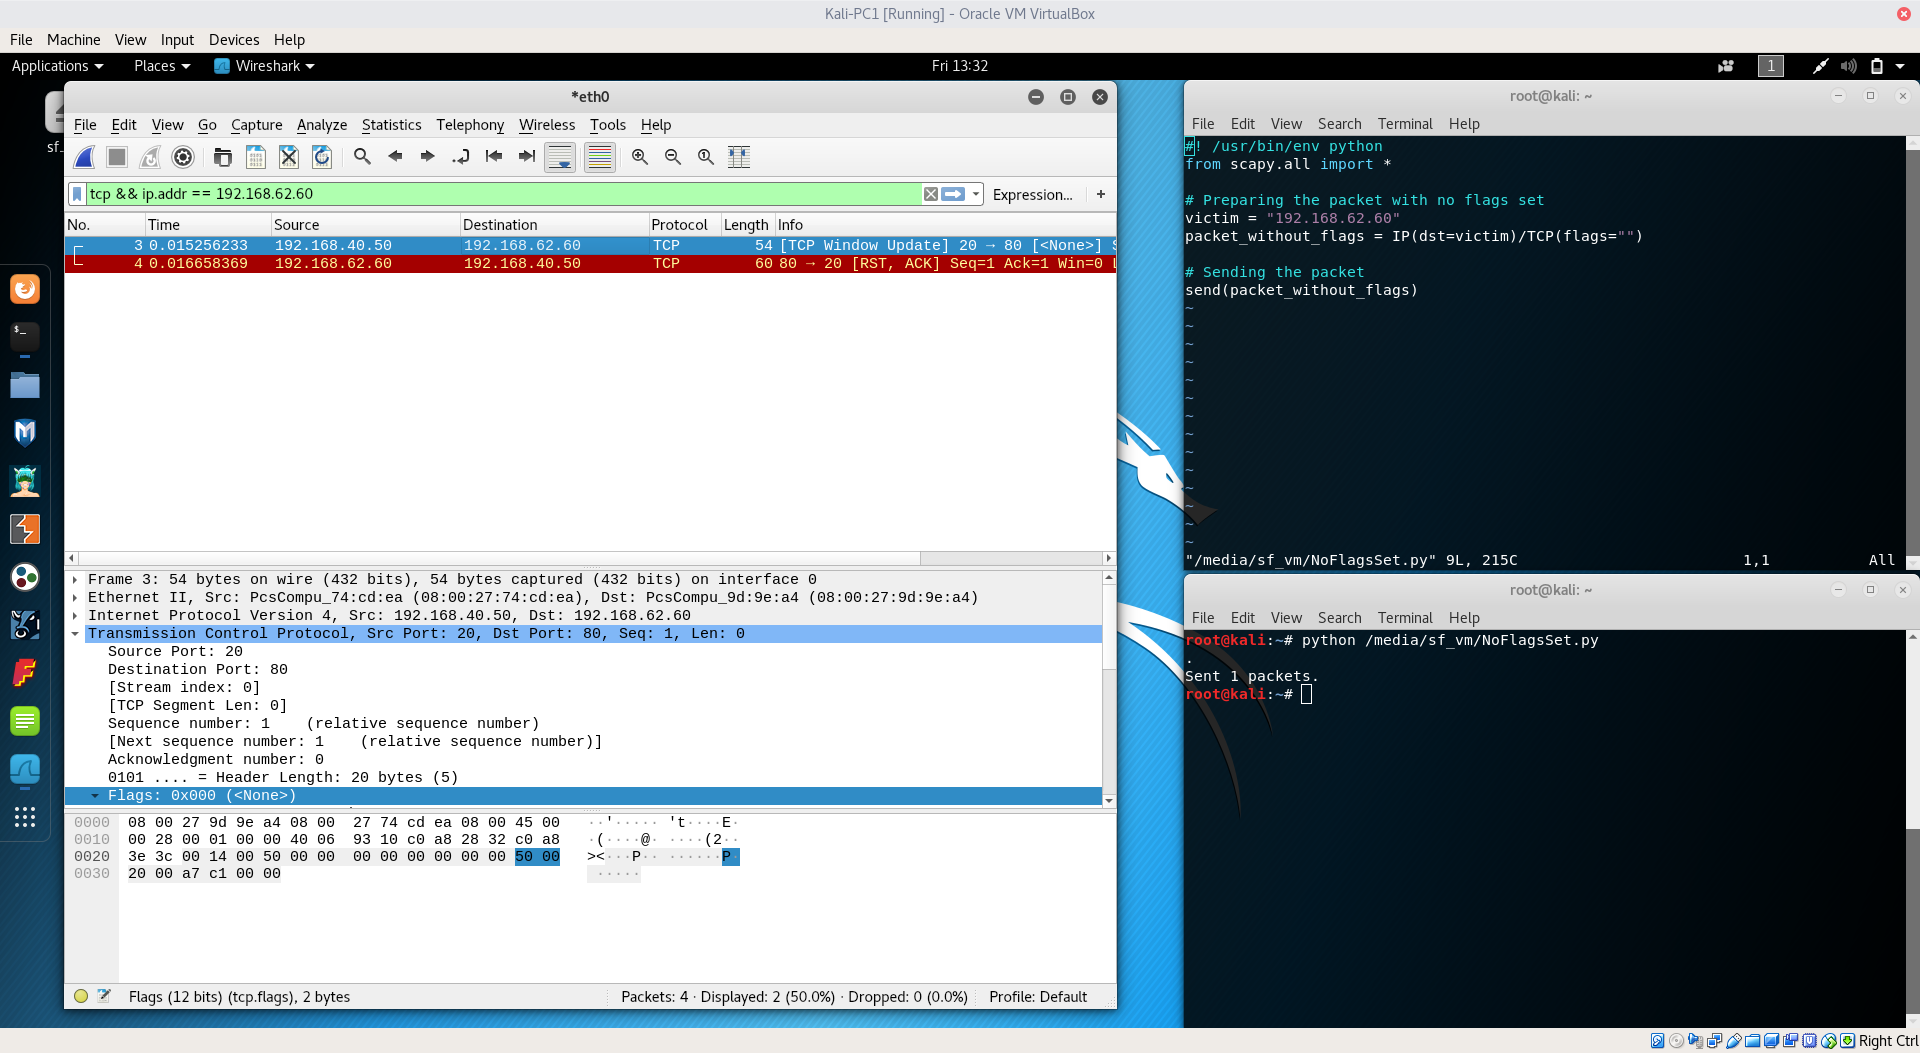 Kali-PC1 [Running] - Oracle VM VirtualBox
File Machine View Input Devices Help
Applications Places Wireshark Fri 13:32 1
sf_
*eth0
File Edit View Go Capture Analyze Statistics Telephony Wireless Tools Help
tcp && ip.addr == 192.168.62.60 Expression... +
No. Time Source Destination Protocol Length Info
3 0.015256233 192.168.40.50 192.168.62.60 TCP 54 [TCP Window Update] 20 → 80 [<None>] S
4 0.016658369 192.168.62.60 192.168.40.50 TCP 60 80 → 20 [RST, ACK] Seq=1 Ack=1 Win=0 L
Frame 3: 54 bytes on wire (432 bits), 54 bytes captured (432 bits) on interface 0
Ethernet II, Src: PcsCompu_74:cd:ea (08:00:27:74:cd:ea), Dst: PcsCompu_9d:9e:a4 (08:00:27:9d:9e:a4)
Internet Protocol Version 4, Src: 192.168.40.50, Dst: 192.168.62.60
Transmission Control Protocol, Src Port: 20, Dst Port: 80, Seq: 1, Len: 0
Source Port: 20
Destination Port: 80
[Stream index: 0]
[TCP Segment Len: 0]
Sequence number: 1 (relative sequence number)
[Next sequence number: 1 (relative sequence number)]
Acknowledgment number: 0
0101 .... = Header Length: 20 bytes (5)
Flags: 0x000 (<None>)
0000 08 00 27 9d 9e a4 08 00 27 74 cd ea 08 00 45 00 ··'····· 't····E·
0010 00 28 00 01 00 00 40 06 93 10 c0 a8 28 32 c0 a8 ·(····@· ····(2··
0020 3e 3c 00 14 00 50 00 00 00 00 00 00 00 00 50 00 ><···P·· ······P·
0030 20 00 a7 c1 00 00 ·····
Flags (12 bits) (tcp.flags), 2 bytes Packets: 4 · Displayed: 2 (50.0%) · Dropped: 0 (0.0%) Profile: Default
root@kali: ~
File Edit View Search Terminal Help
#! /usr/bin/env python
from scapy.all import *
# Preparing the packet with no flags set
victim = "192.168.62.60"
packet_without_flags = IP(dst=victim)/TCP(flags="")
# Sending the packet
send(packet_without_flags)
~
~
~
~
~
~
~
~
~
~
~
~
~
~
"/media/sf_vm/NoFlagsSet.py" 9L, 215C 1,1 All
root@kali: ~
File Edit View Search Terminal Help
root@kali:~# python /media/sf_vm/NoFlagsSet.py
.
Sent 1 packets.
root@kali:~#
Right Ctrl